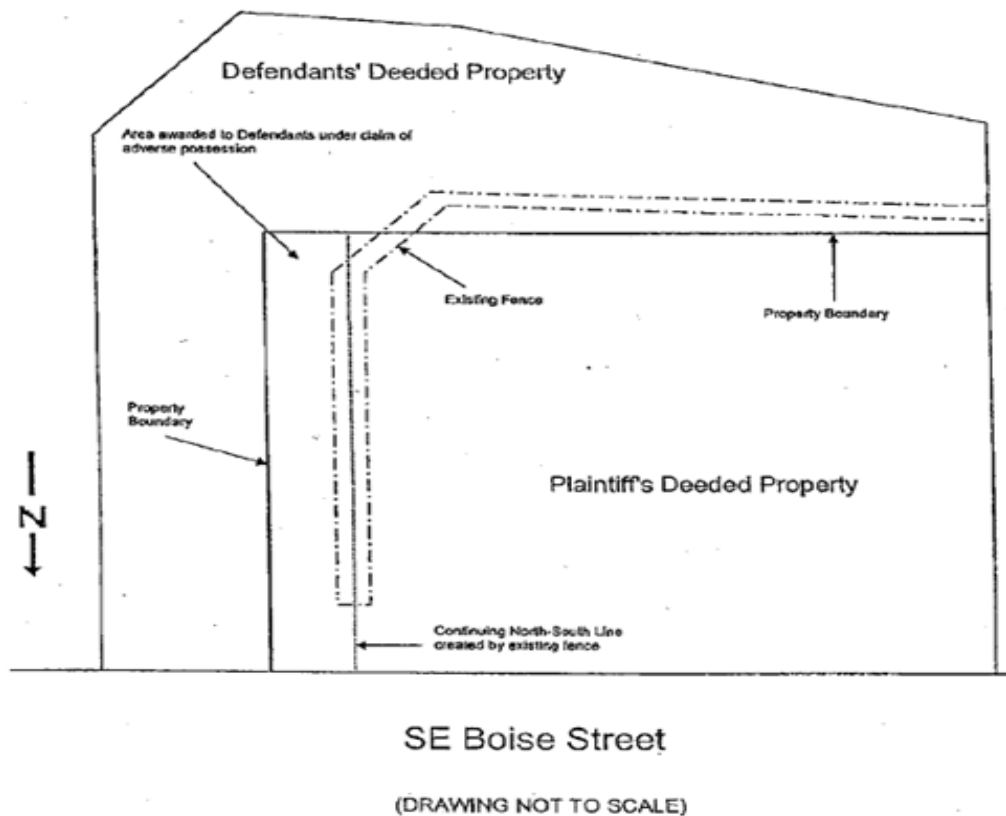 Defendants' Deeded Property
Area awarded to Defendants under claim of
adverse possession
Existing Fence
Property Boundary
Property
Boundary
Plaintiff's Deeded Property
Z
Continuing North-South Line
created by existing fence
SE Boise Street
(DRAWING NOT TO SCALE)